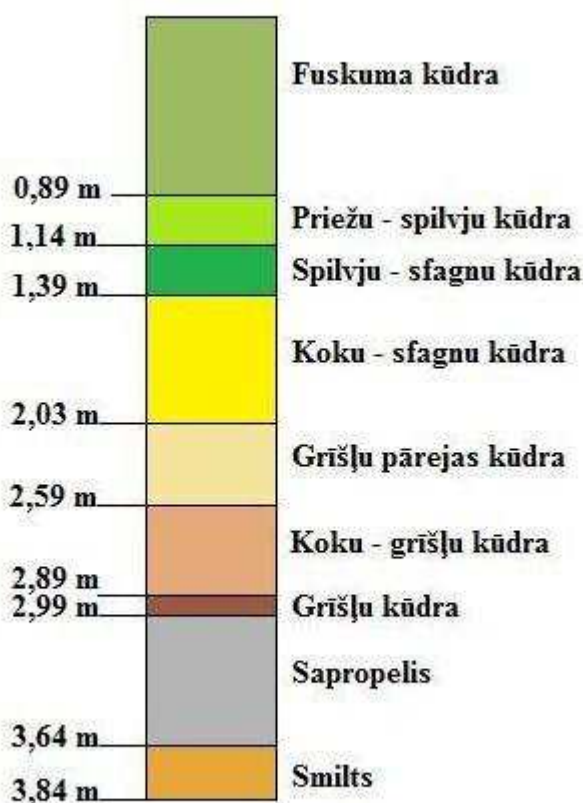 Fuskuma kūdra
0,89 m
Priežu - spilvju kūdra
1,14 m
Spilvju - sfagnu kūdra
1,39 m
Koku - sfagnu kūdra
2,03 m
Grīšļu pārejas kūdra
2,59 m
Koku - grīšļu kūdra
2,89 m
2,99 m
Grīšļu kūdra
Sapropelis
3,64 m
Smilts
3,84 m